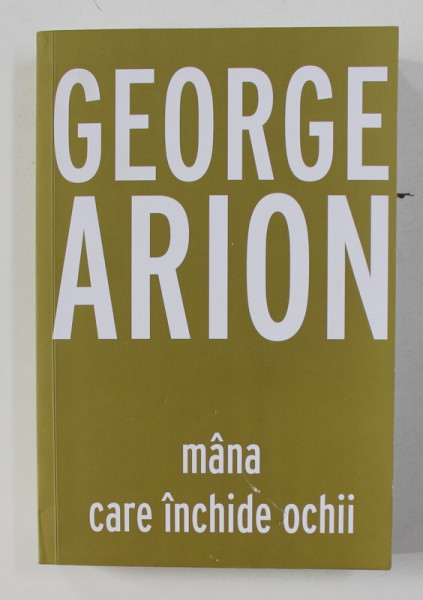 GEORGE
ARION
mâna
care închide ochii